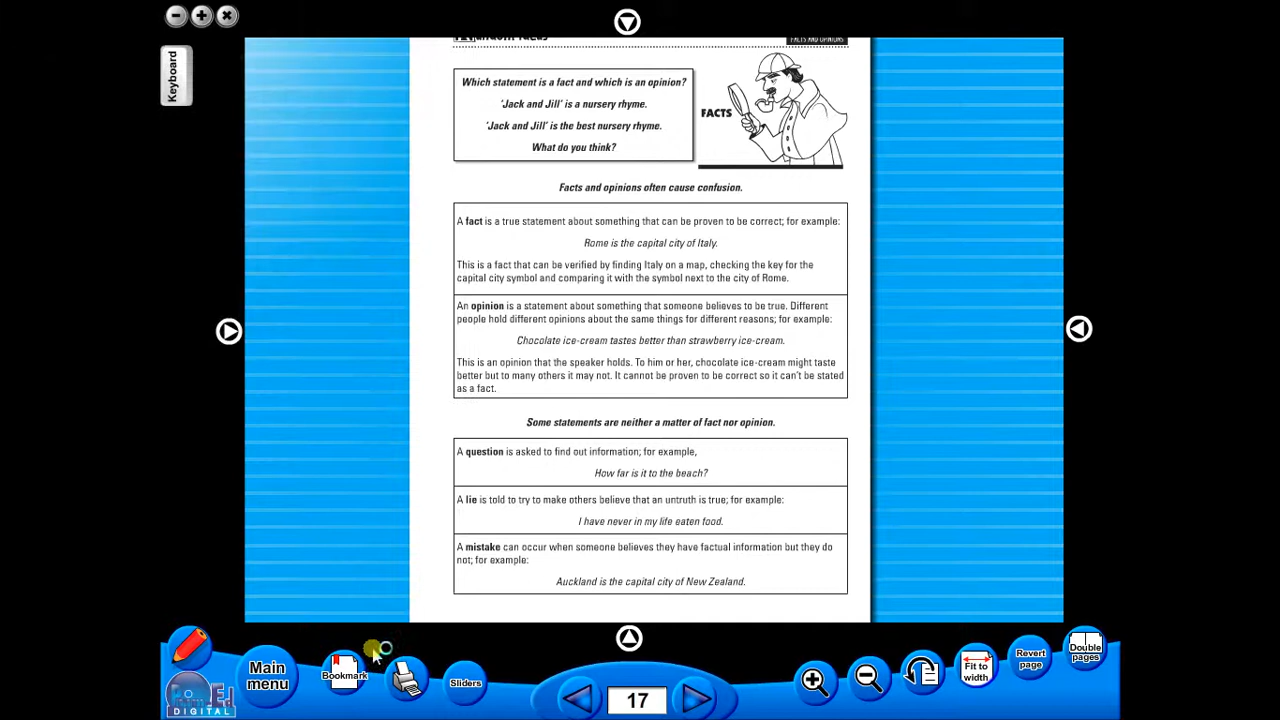 Keyboard
FACTS AND OPINIONS
Which statement is a fact and which is an opinion?
'Jack and Jill' is a nursery rhyme.
'Jack and Jill' is the best nursery rhyme.
What do you think?
FACTS
Facts and opinions often cause confusion.
A fact is a true statement about something that can be proven to be correct; for example:
Rome is the capital city of Italy.
This is a fact that can be verified by finding Italy on a map, checking the key for the
capital city symbol and comparing it with the symbol next to the city of Rome.
An opinion is a statement about something that someone believes to be true. Different
people hold different opinions about the same things for different reasons; for example:
Chocolate ice-cream tastes better than strawberry ice-cream.
This is an opinion that the speaker holds. To him or her, chocolate ice-cream might taste
better but to many others it may not. It cannot be proven to be correct so it can't be stated
as a fact.
Some statements are neither a matter of fact nor opinion.
A question is asked to find out information; for example,
How far is it to the beach?
A lie is told to try to make others believe that an untruth is true; for example:
I have never in my life eaten food.
A mistake can occur when someone believes they have factual information but they do
not; for example:
Auckland is the capital city of New Zealand.
Main
menu
Bookmark
Sliders
17
Fit to
width
Revert
page
Double
pages
DIGITAL